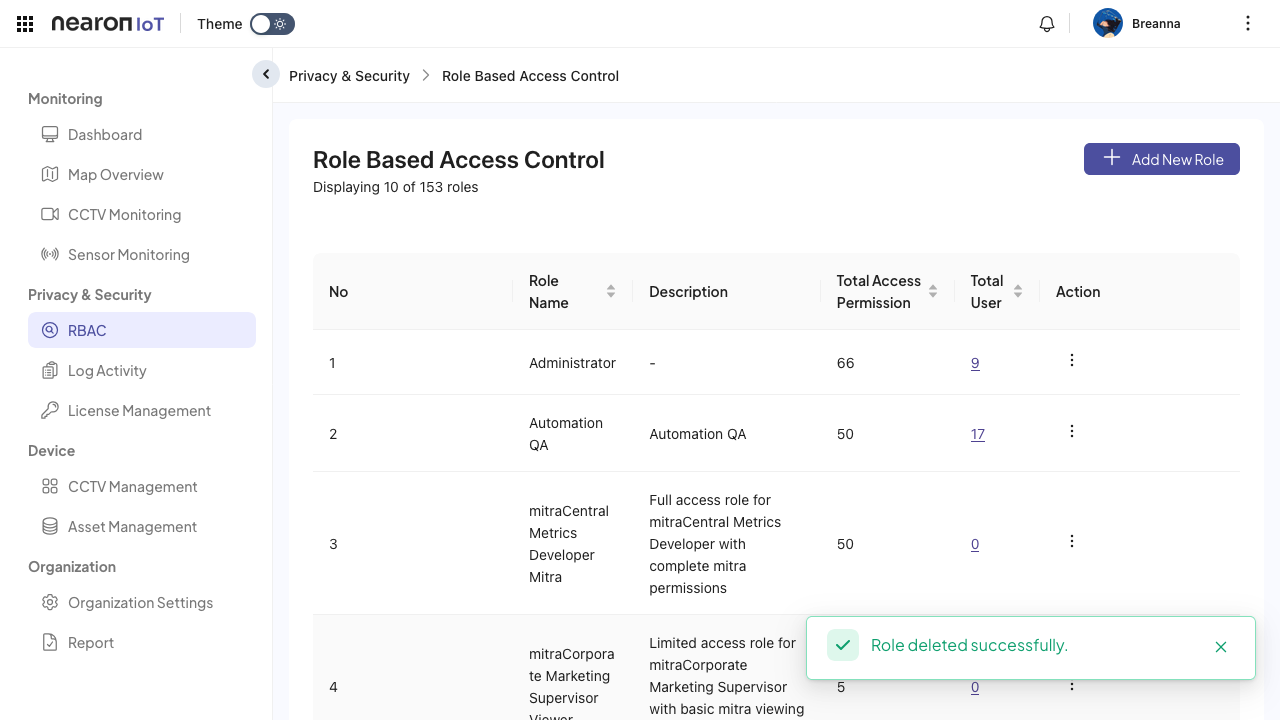 nearon IoT
Theme
Breanna
Privacy & Security
Role Based Access Control
Monitoring
Dashboard
Map Overview
CCTV Monitoring
Sensor Monitoring
Privacy & Security
RBAC
Log Activity
License Management
Device
CCTV Management
Asset Management
Organization
Organization Settings
Report
Role Based Access Control
Add New Role
Displaying 10 of 153 roles
No
Role
Name
Description
Total Access
Permission
Total
User
Action
1
Administrator
-
66
9
2
Automation
QA
Automation QA
50
17
3
mitraCentral
Metrics
Developer
Mitra
Full access role for
mitraCentral Metrics
Developer with
complete mitra
permissions
50
0
4
mitraCorpora
te Marketing
Supervisor
Viewer
Limited access role for
mitraCorporate
Marketing Supervisor
with basic mitra viewing
5
0
Role deleted successfully.